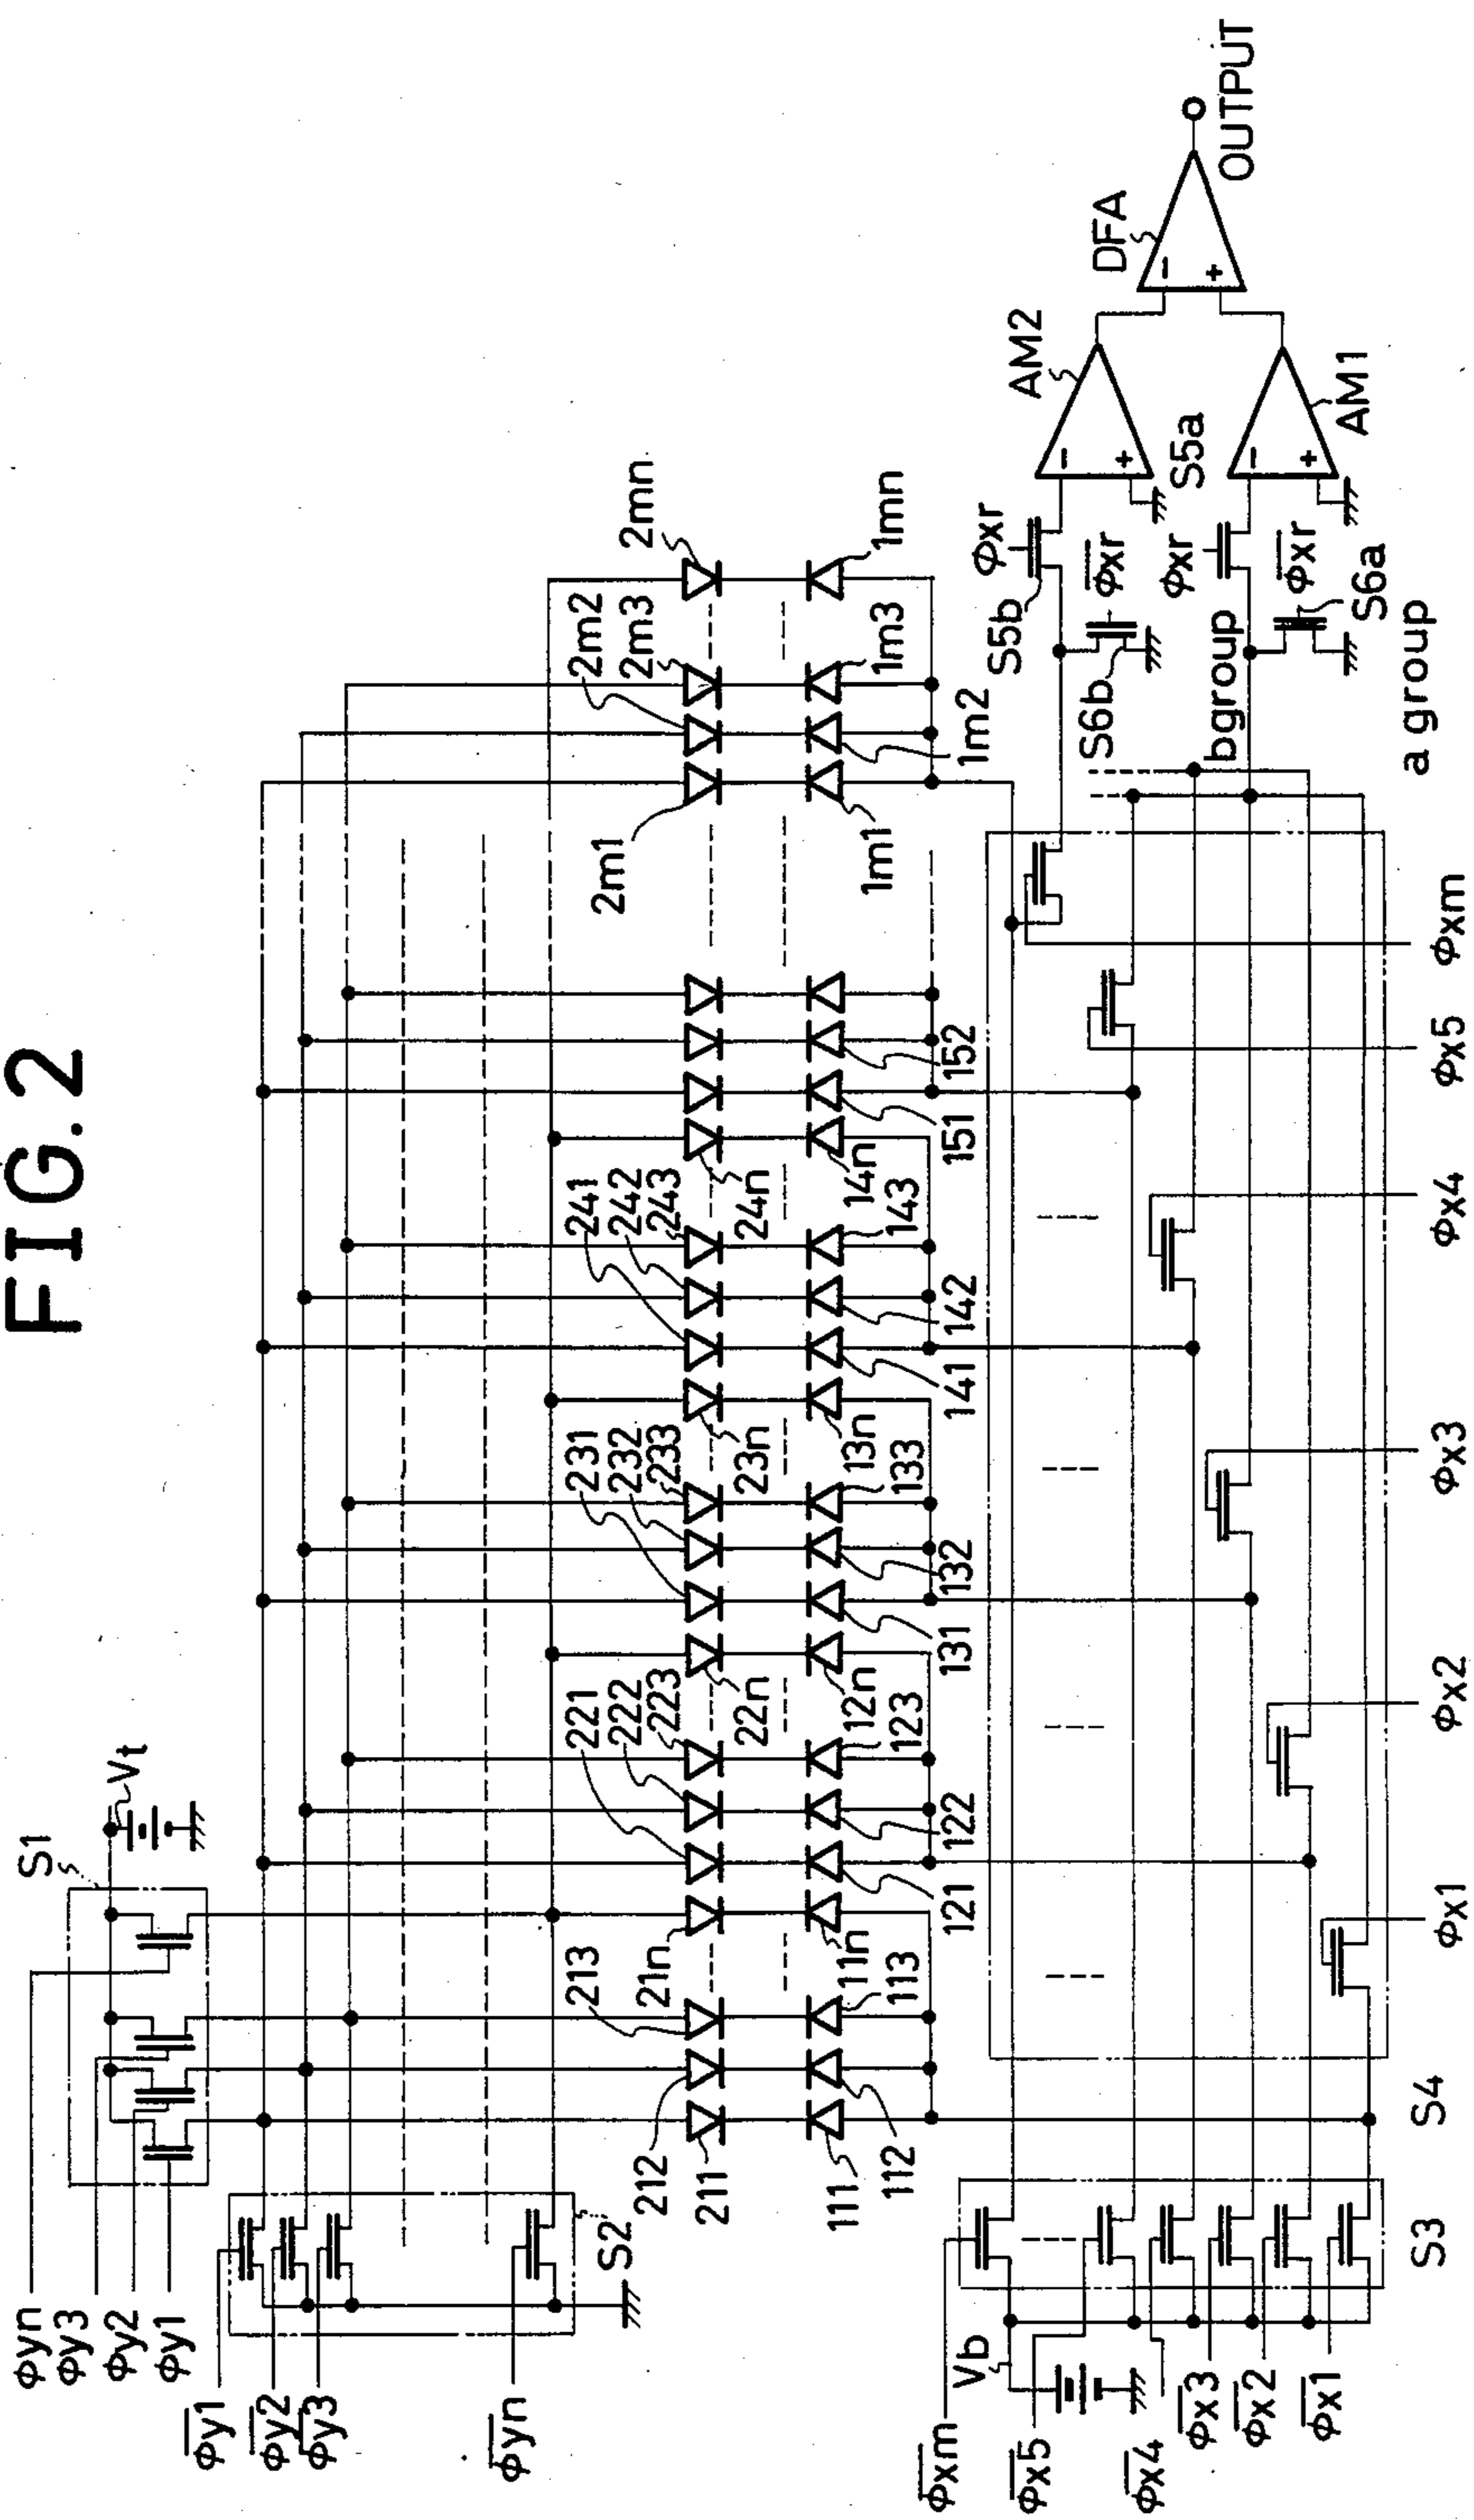 FIG.2
S1
Vt
φyn
φy3
φy2
φy1
φy1
φy2
φy3
φyn
S2
213
21n
212
211
111
112
11n
113
221
222
223
22n
121
122
12n
123
231
232
233
23n
131
132
13n
133
241
242
243
24n
141
142
14n
143
151
152
2m1
2m2
2m3
2mn
1m1
1m2
1m3
1mn
φxm
Vb
φx5
φx4
φx3
φx2
φx1
S3
S4
φx1
φx2
φx3
φx4
φx5
φxm
S5b
φxr
S6b
φxr
b group
a group
S5a
φxr
φxr
S6a
AM2
-
+
AM1
-
+
DFA
-
+
OUTPUT